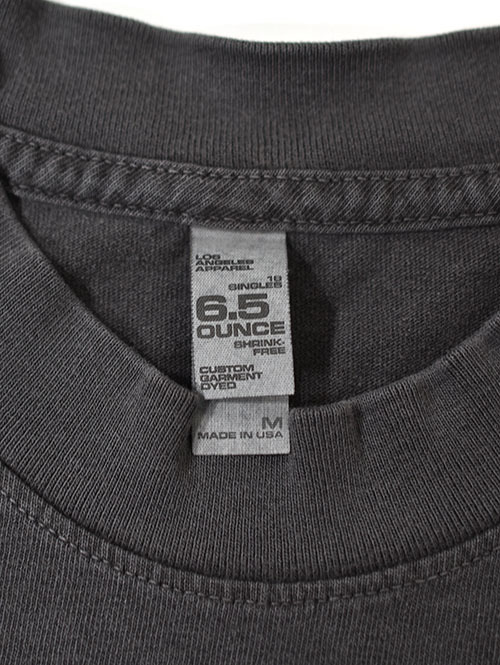 LOS
ANGELES
APPAREL
18
SINGLES
6.5
OUNCE
SHRINK-
FREE
CUSTOM
GARMENT
DYED
M
MADE IN USA